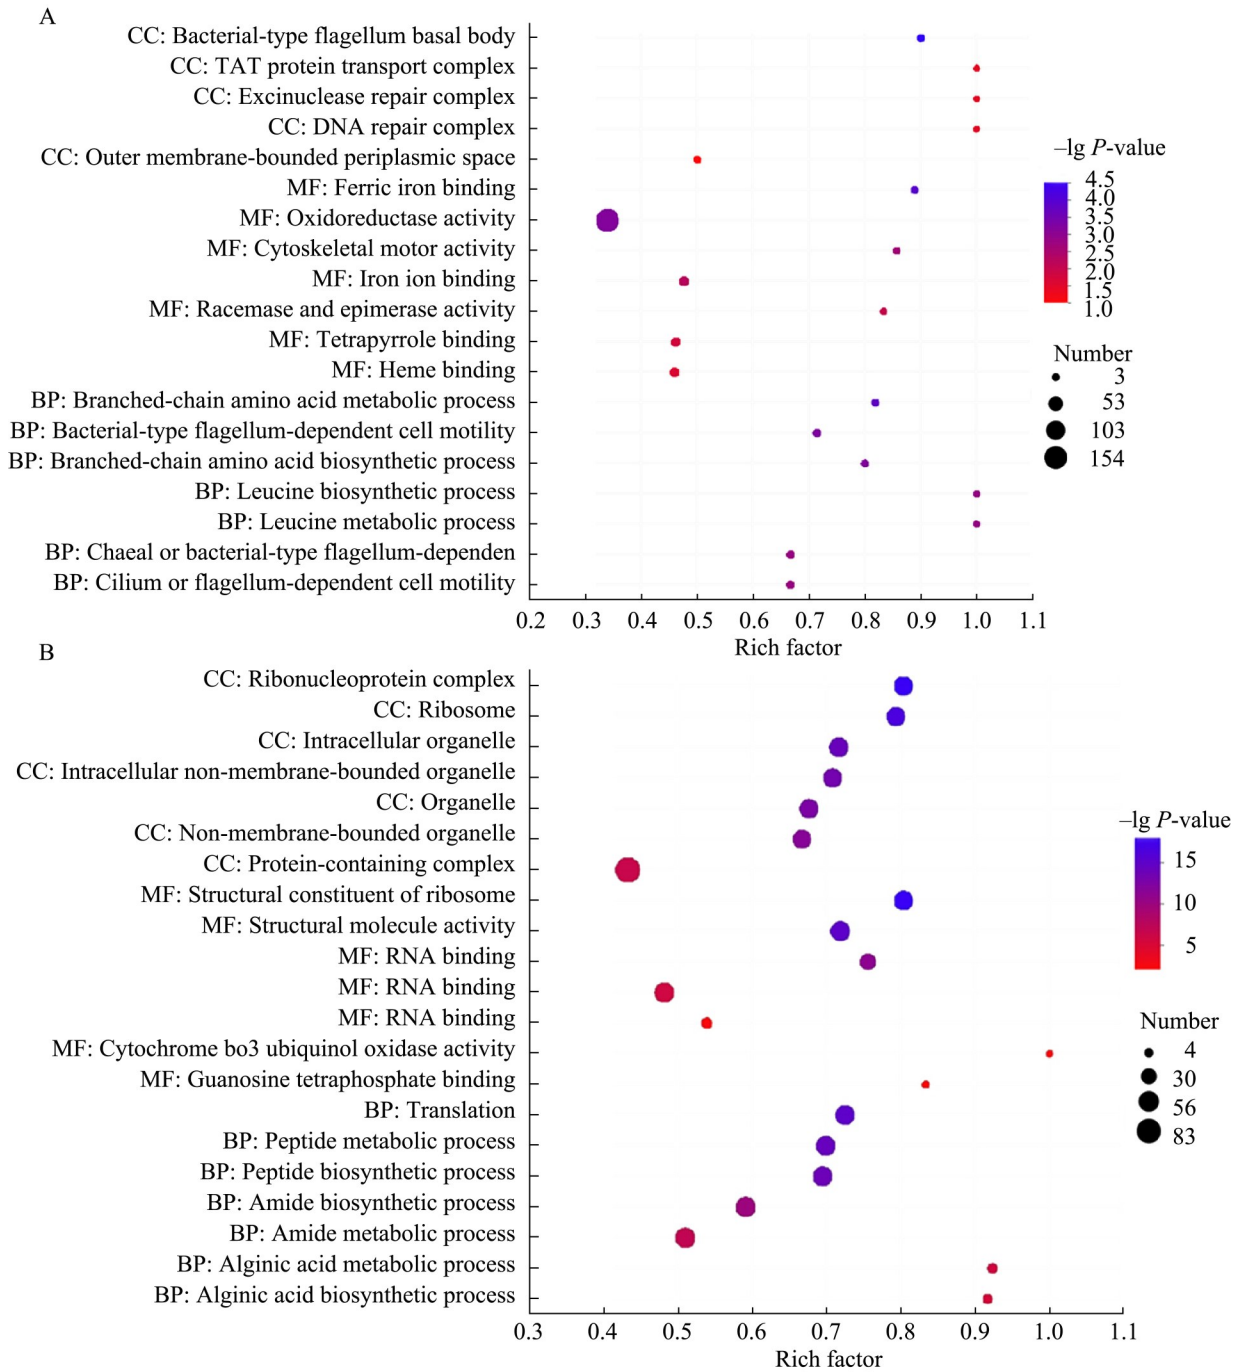 A
CC: Bacterial-type flagellum basal body
CC: TAT protein transport complex
CC: Excinuclease repair complex
CC: DNA repair complex
CC: Outer membrane-bounded periplasmic space
MF: Ferric iron binding
MF: Oxidoreductase activity
MF: Cytoskeletal motor activity
MF: Iron ion binding
MF: Racemase and epimerase activity
MF: Tetrapyrrole binding
MF: Heme binding
BP: Branched-chain amino acid metabolic process
BP: Bacterial-type flagellum-dependent cell motility
BP: Branched-chain amino acid biosynthetic process
BP: Leucine biosynthetic process
BP: Leucine metabolic process
BP: Chaeal or bacterial-type flagellum-dependen
BP: Cilium or flagellum-dependent cell motility
0.2 0.3 0.4 0.5 0.6 0.7 0.8 0.9 1.0 1.1
Rich factor
–lg P-value
4.5
4.0
3.5
3.0
2.5
2.0
1.5
1.0
Number
3
53
103
154
B
CC: Ribonucleoprotein complex
CC: Ribosome
CC: Intracellular organelle
CC: Intracellular non-membrane-bounded organelle
CC: Organelle
CC: Non-membrane-bounded organelle
CC: Protein-containing complex
MF: Structural constituent of ribosome
MF: Structural molecule activity
MF: RNA binding
MF: RNA binding
MF: RNA binding
MF: Cytochrome bo3 ubiquinol oxidase activity
MF: Guanosine tetraphosphate binding
BP: Translation
BP: Peptide metabolic process
BP: Peptide biosynthetic process
BP: Amide biosynthetic process
BP: Amide metabolic process
BP: Alginic acid metabolic process
BP: Alginic acid biosynthetic process
0.3 0.4 0.5 0.6 0.7 0.8 0.9 1.0 1.1
Rich factor
–lg P-value
15
10
5
Number
4
30
56
83